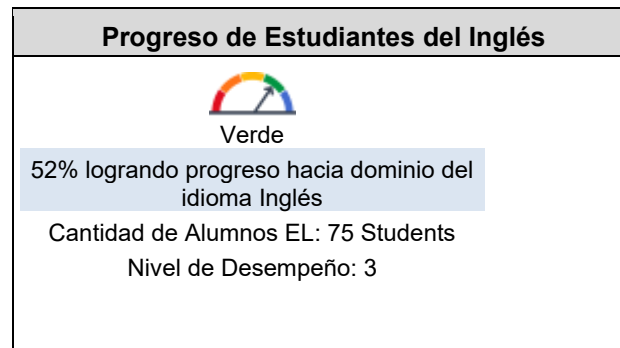 Progreso de Estudiantes del Inglés
Verde
52% logrando progreso hacia dominio del
idioma Inglés
Cantidad de Alumnos EL: 75 Students
Nivel de Desempeño: 3